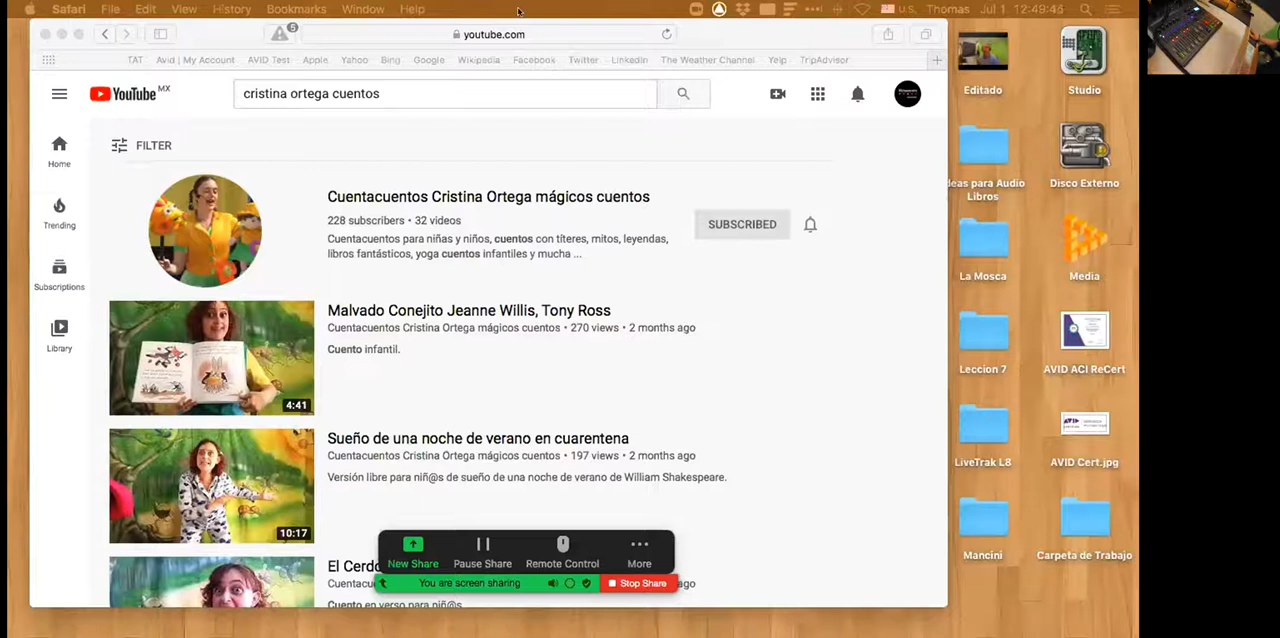 Safari File Edit View History Bookmarks Window Help U.S. Thomas Jul 1 12:49:46
5 youtube.com
TAT Avid | My Account AVID Test Apple Yahoo Bing Google Wikipedia Facebook Twitter LinkedIn The Weather Channel Yelp TripAdvisor
YouTube MX cristina ortega cuentos
FILTER
Home
Trending
Subscriptions
Library
Cuentacuentos Cristina Ortega mágicos cuentos
228 subscribers • 32 videos
Cuentacuentos para niñas y niños, cuentos con títeres, mitos, leyendas,
libros fantásticos, yoga cuentos infantiles y mucha ...
SUBSCRIBED
Malvado Conejito Jeanne Willis, Tony Ross
Cuentacuentos Cristina Ortega mágicos cuentos • 270 views • 2 months ago
Cuento infantil.
4:41
Sueño de una noche de verano en cuarentena
Cuentacuentos Cristina Ortega mágicos cuentos • 197 views • 2 months ago
Versión libre para niñ@s de sueño de una noche de verano de William Shakespeare.
10:17
El Cerdo
Cuentacu
ago
Cuento en verso para niñ@s
New Share Pause Share Remote Control More
You are screen sharing Stop Share
Editado
Studio
deas para Audio
Libros
Disco Externo
La Mosca
Media
Leccion 7
AVID ACI ReCert
LiveTrak L8
AVID Cert.jpg
Mancini
Carpeta de Trabajo